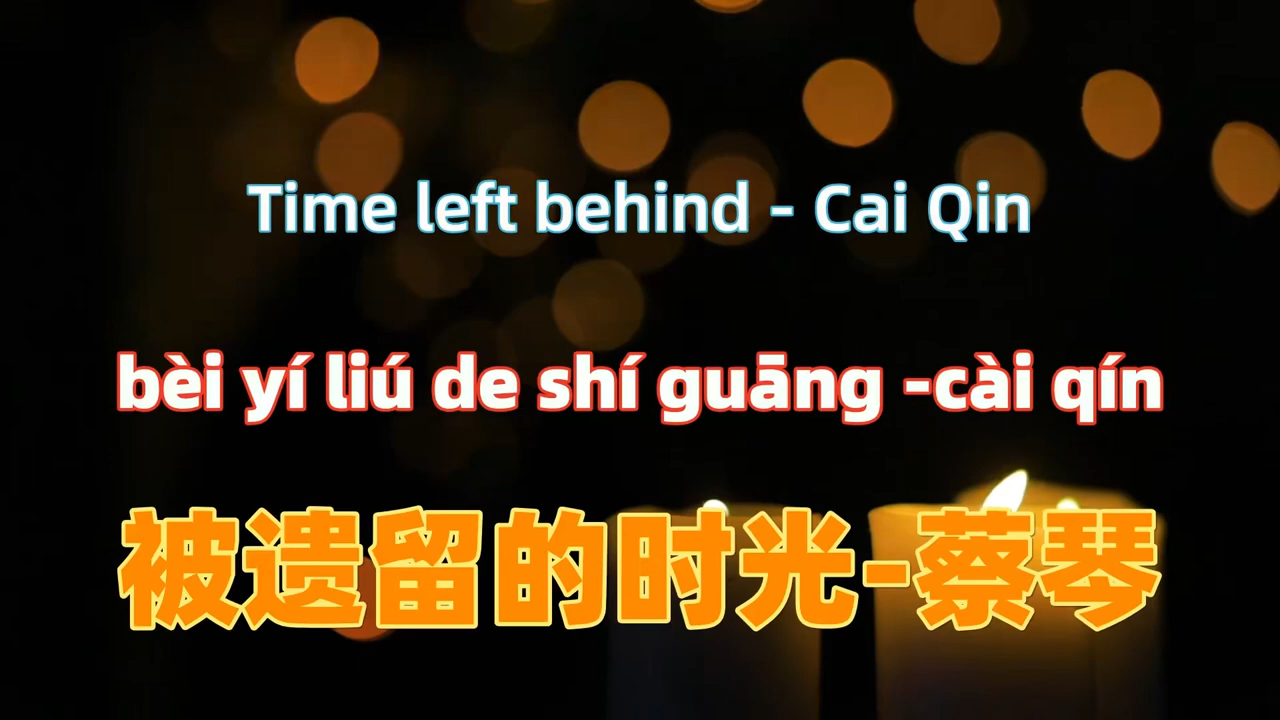 Time left behind - Cai Qin
bèi yí liú de shí guāng -cài qín
被遗留的时光-蔡琴